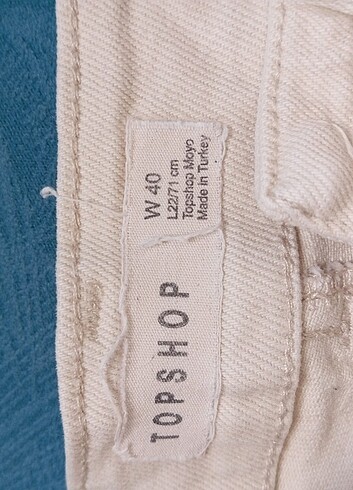 W 40
L22/71 cm
Topshop Moyo
Made in Turkey
TOPSHOP